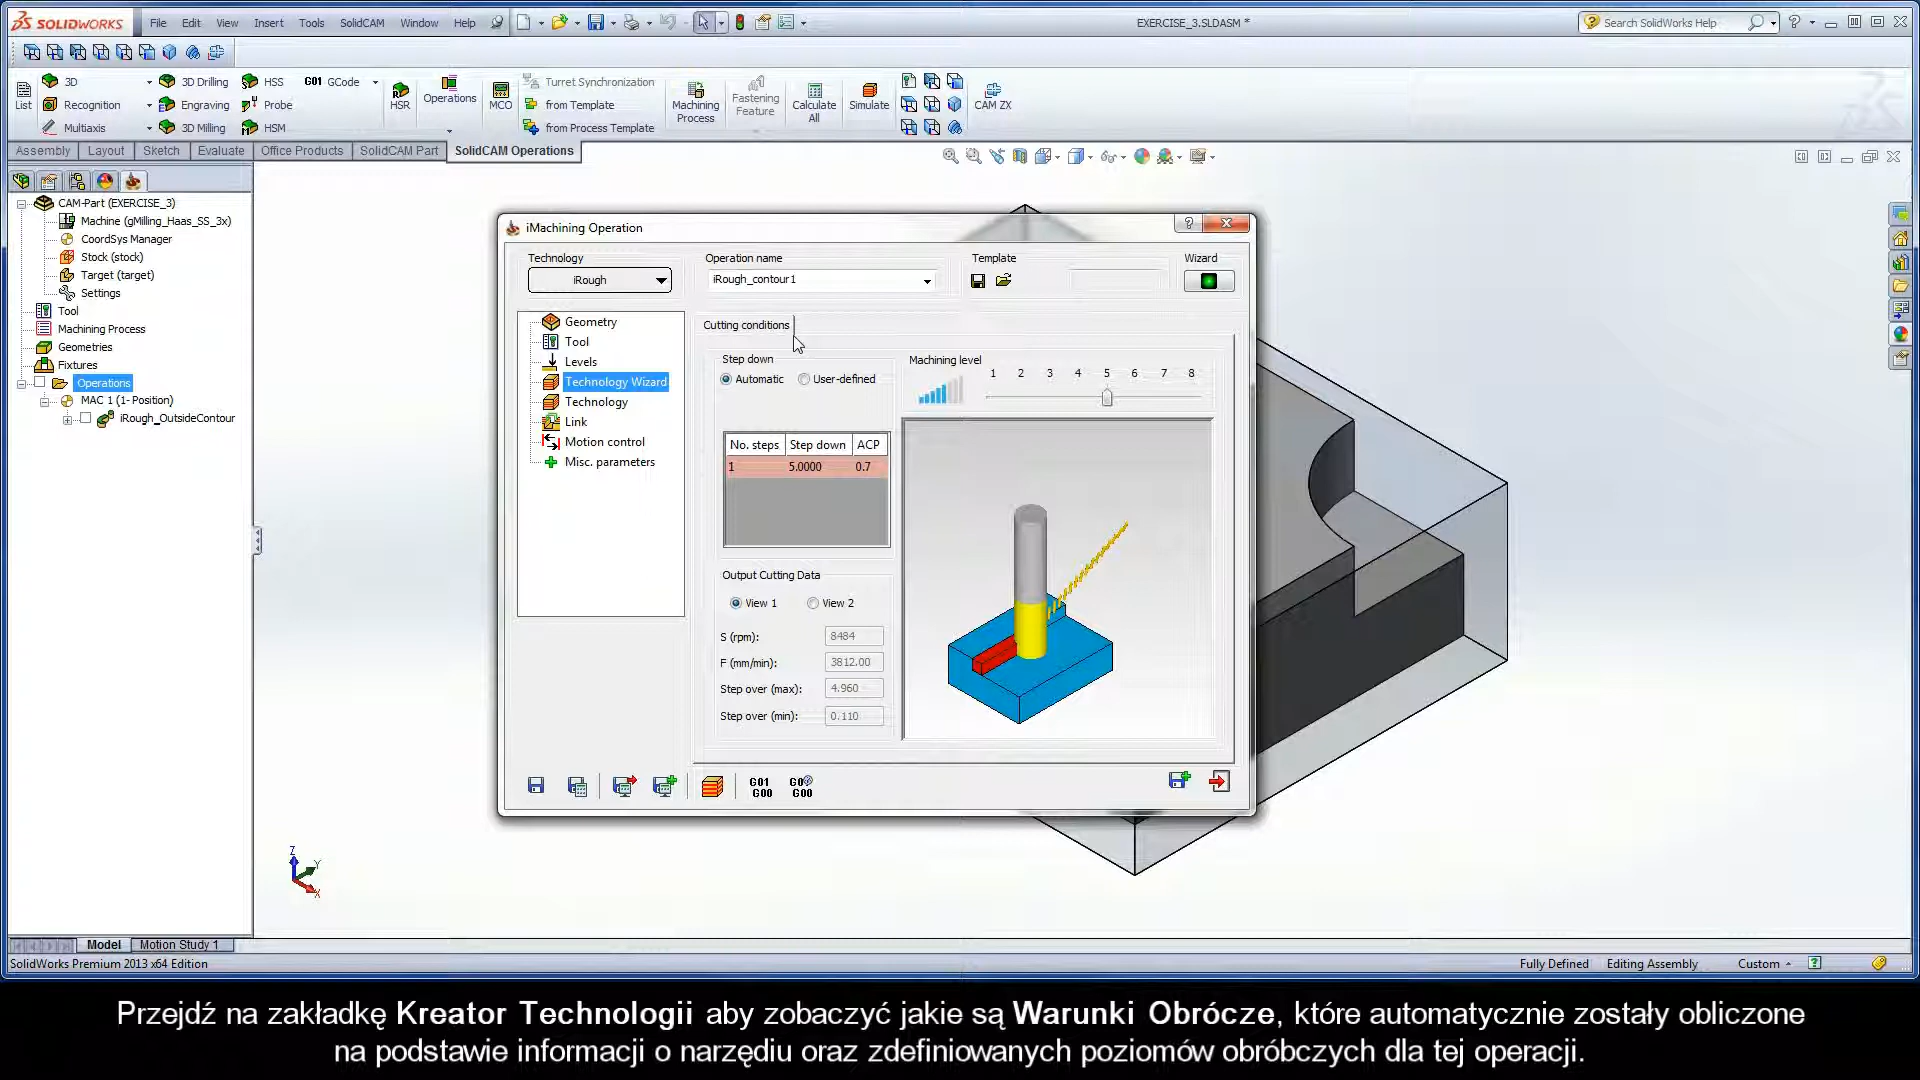 SOLIDWORKS File Edit View Insert Tools SolidCAM Window Help EXERCISE_3.SLDASM * Search SolidWorks Help
3D 3D Drilling HSS G01 GCode Turret Synchronization
List Recognition Engraving Probe HSR Operations MCO from Template Machining Process Fastening Feature Calculate All Simulate CAM ZX
Multiaxis 3D Milling HSM from Process Template
Assembly Layout Sketch Evaluate Office Products SolidCAM Part SolidCAM Operations
CAM-Part (EXERCISE_3)
Machine (gMilling_Haas_SS_3x)
CoordSys Manager
Stock (stock)
Target (target)
Settings
Tool
Machining Process
Geometries
Fixtures
Operations
MAC 1 (1- Position)
iRough_OutsideContour
iMachining Operation
Technology Operation name Template Wizard
iRough iRough_contour1
Geometry
Tool
Levels
Technology Wizard
Technology
Link
Motion control
Misc. parameters
Cutting conditions
Step down
Automatic User-defined
Machining level
1 2 3 4 5 6 7 8
No. steps Step down ACP
1 5.0000 0.7
Output Cutting Data
View 1 View 2
S (rpm): 8484
F (mm/min): 3812.00
Step over (max): 4.960
Step over (min): 0.110
G01 G00
G00
Z Y X
Model Motion Study 1
SolidWorks Premium 2013 x64 Edition Fully Defined Editing Assembly Custom
Przejdź na zakładkę Kreator Technologii aby zobaczyć jakie są Warunki Obrócze, które automatycznie zostały obliczone
na podstawie informacji o narzędiu oraz zdefiniowanych poziomów obróbczych dla tej operacji.